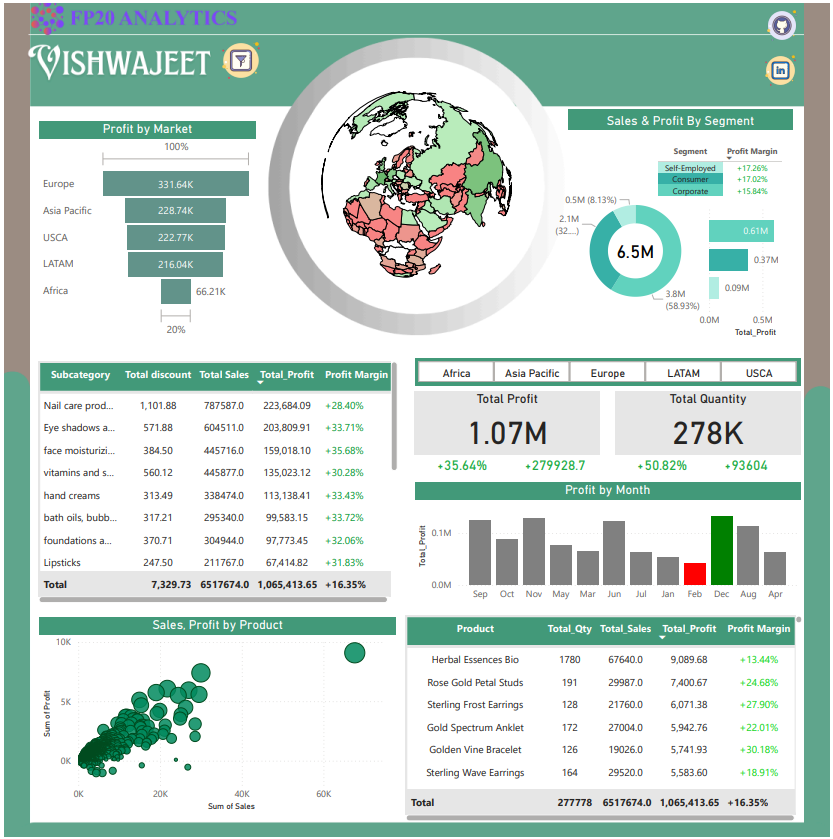 FP20 ANALYTICS
VISHWAJEET
in
Profit by Market
100%
Europe 331.64K
Asia Pacific 228.74K
USCA 222.77K
LATAM 216.04K
Africa 66.21K
20%
Sales & Profit By Segment
Segment Profit Margin
Self-Employed +17.26%
Consumer +17.02%
Corporate +15.84%
0.5M (8.13%)
2.1M
(32...)
6.5M
3.8M
(58.93%)
0.61M
0.37M
0.09M
0.0M 0.5M
Total_Profit
Subcategory Total discount Total Sales Total_Profit Profit Margin
Nail care prod... 1,101.88 787587.0 223,684.09 +28.40%
Eye shadows a... 571.88 604511.0 203,809.91 +33.71%
face moisturizi... 384.50 445716.0 159,018.10 +35.68%
vitamins and s... 560.12 445877.0 135,023.12 +30.28%
hand creams 313.49 338474.0 113,138.41 +33.43%
bath oils, bubb... 317.21 295340.0 99,583.15 +33.72%
foundations a... 370.71 304944.0 97,773.45 +32.06%
Lipsticks 247.50 211767.0 67,414.82 +31.83%
Total 7,329.73 6517674.0 1,065,413.65 +16.35%
Africa Asia Pacific Europe LATAM USCA
Total Profit
1.07M
+35.64% +279928.7
Total Quantity
278K
+50.82% +93604
Profit by Month
Total_Profit
0.1M
0.0M
Sep Oct Nov May Mar Jun Jul Jan Feb Dec Aug Apr
Sales, Profit by Product
Sum of Profit
10K
5K
0K
0K 20K 40K 60K
Sum of Sales
Product Total_Qty Total_Sales Total_Profit Profit Margin
Herbal Essences Bio 1780 67640.0 9,089.68 +13.44%
Rose Gold Petal Studs 191 29987.0 7,400.67 +24.68%
Sterling Frost Earrings 128 21760.0 6,071.38 +27.90%
Gold Spectrum Anklet 172 27004.0 5,942.76 +22.01%
Golden Vine Bracelet 126 19026.0 5,741.93 +30.18%
Sterling Wave Earrings 164 29520.0 5,583.60 +18.91%
Total 277778 6517674.0 1,065,413.65 +16.35%